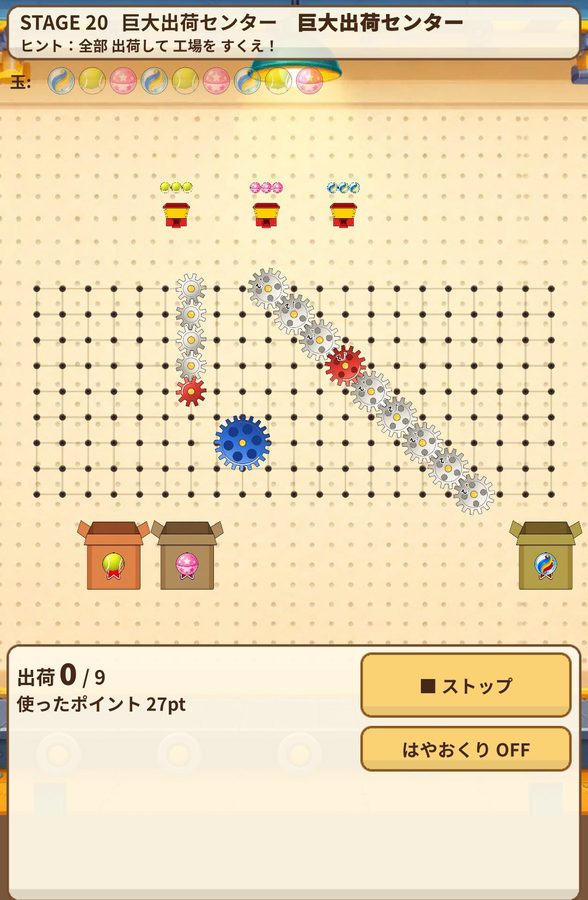 STAGE 20 巨大出荷センター 巨大出荷センター
ヒント：全部 出荷して 工場を すくえ！
玉:
出荷 0 / 9
使ったポイント 27pt
■ ストップ
はやおくり OFF